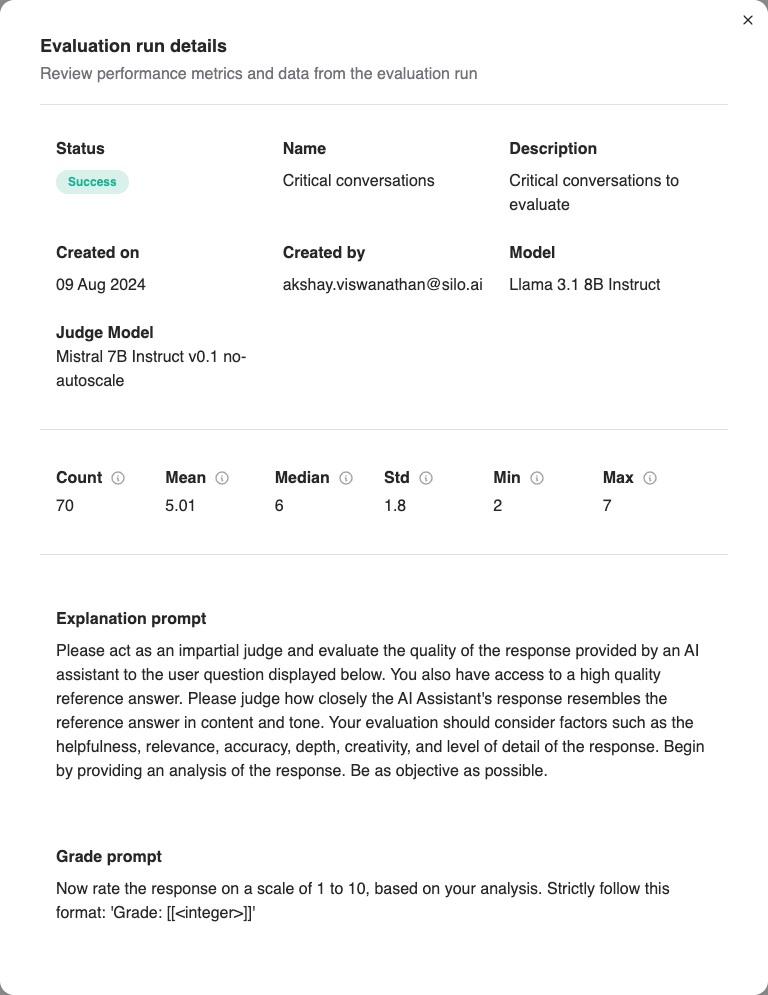 Evaluation run details
Review performance metrics and data from the evaluation run
Status
Success
Name
Critical conversations
Description
Critical conversations to
evaluate
Created on
09 Aug 2024
Created by
akshay.viswanathan@silo.ai
Model
Llama 3.1 8B Instruct
Judge Model
Mistral 7B Instruct v0.1 no-
autoscale
Count
70
Mean
5.01
Median
6
Std
1.8
Min
2
Max
7
Explanation prompt
Please act as an impartial judge and evaluate the quality of the response provided by an AI
assistant to the user question displayed below. You also have access to a high quality
reference answer. Please judge how closely the AI Assistant's response resembles the
reference answer in content and tone. Your evaluation should consider factors such as the
helpfulness, relevance, accuracy, depth, creativity, and level of detail of the response. Begin
by providing an analysis of the response. Be as objective as possible.
Grade prompt
Now rate the response on a scale of 1 to 10, based on your analysis. Strictly follow this
format: 'Grade: [[<integer>]]'